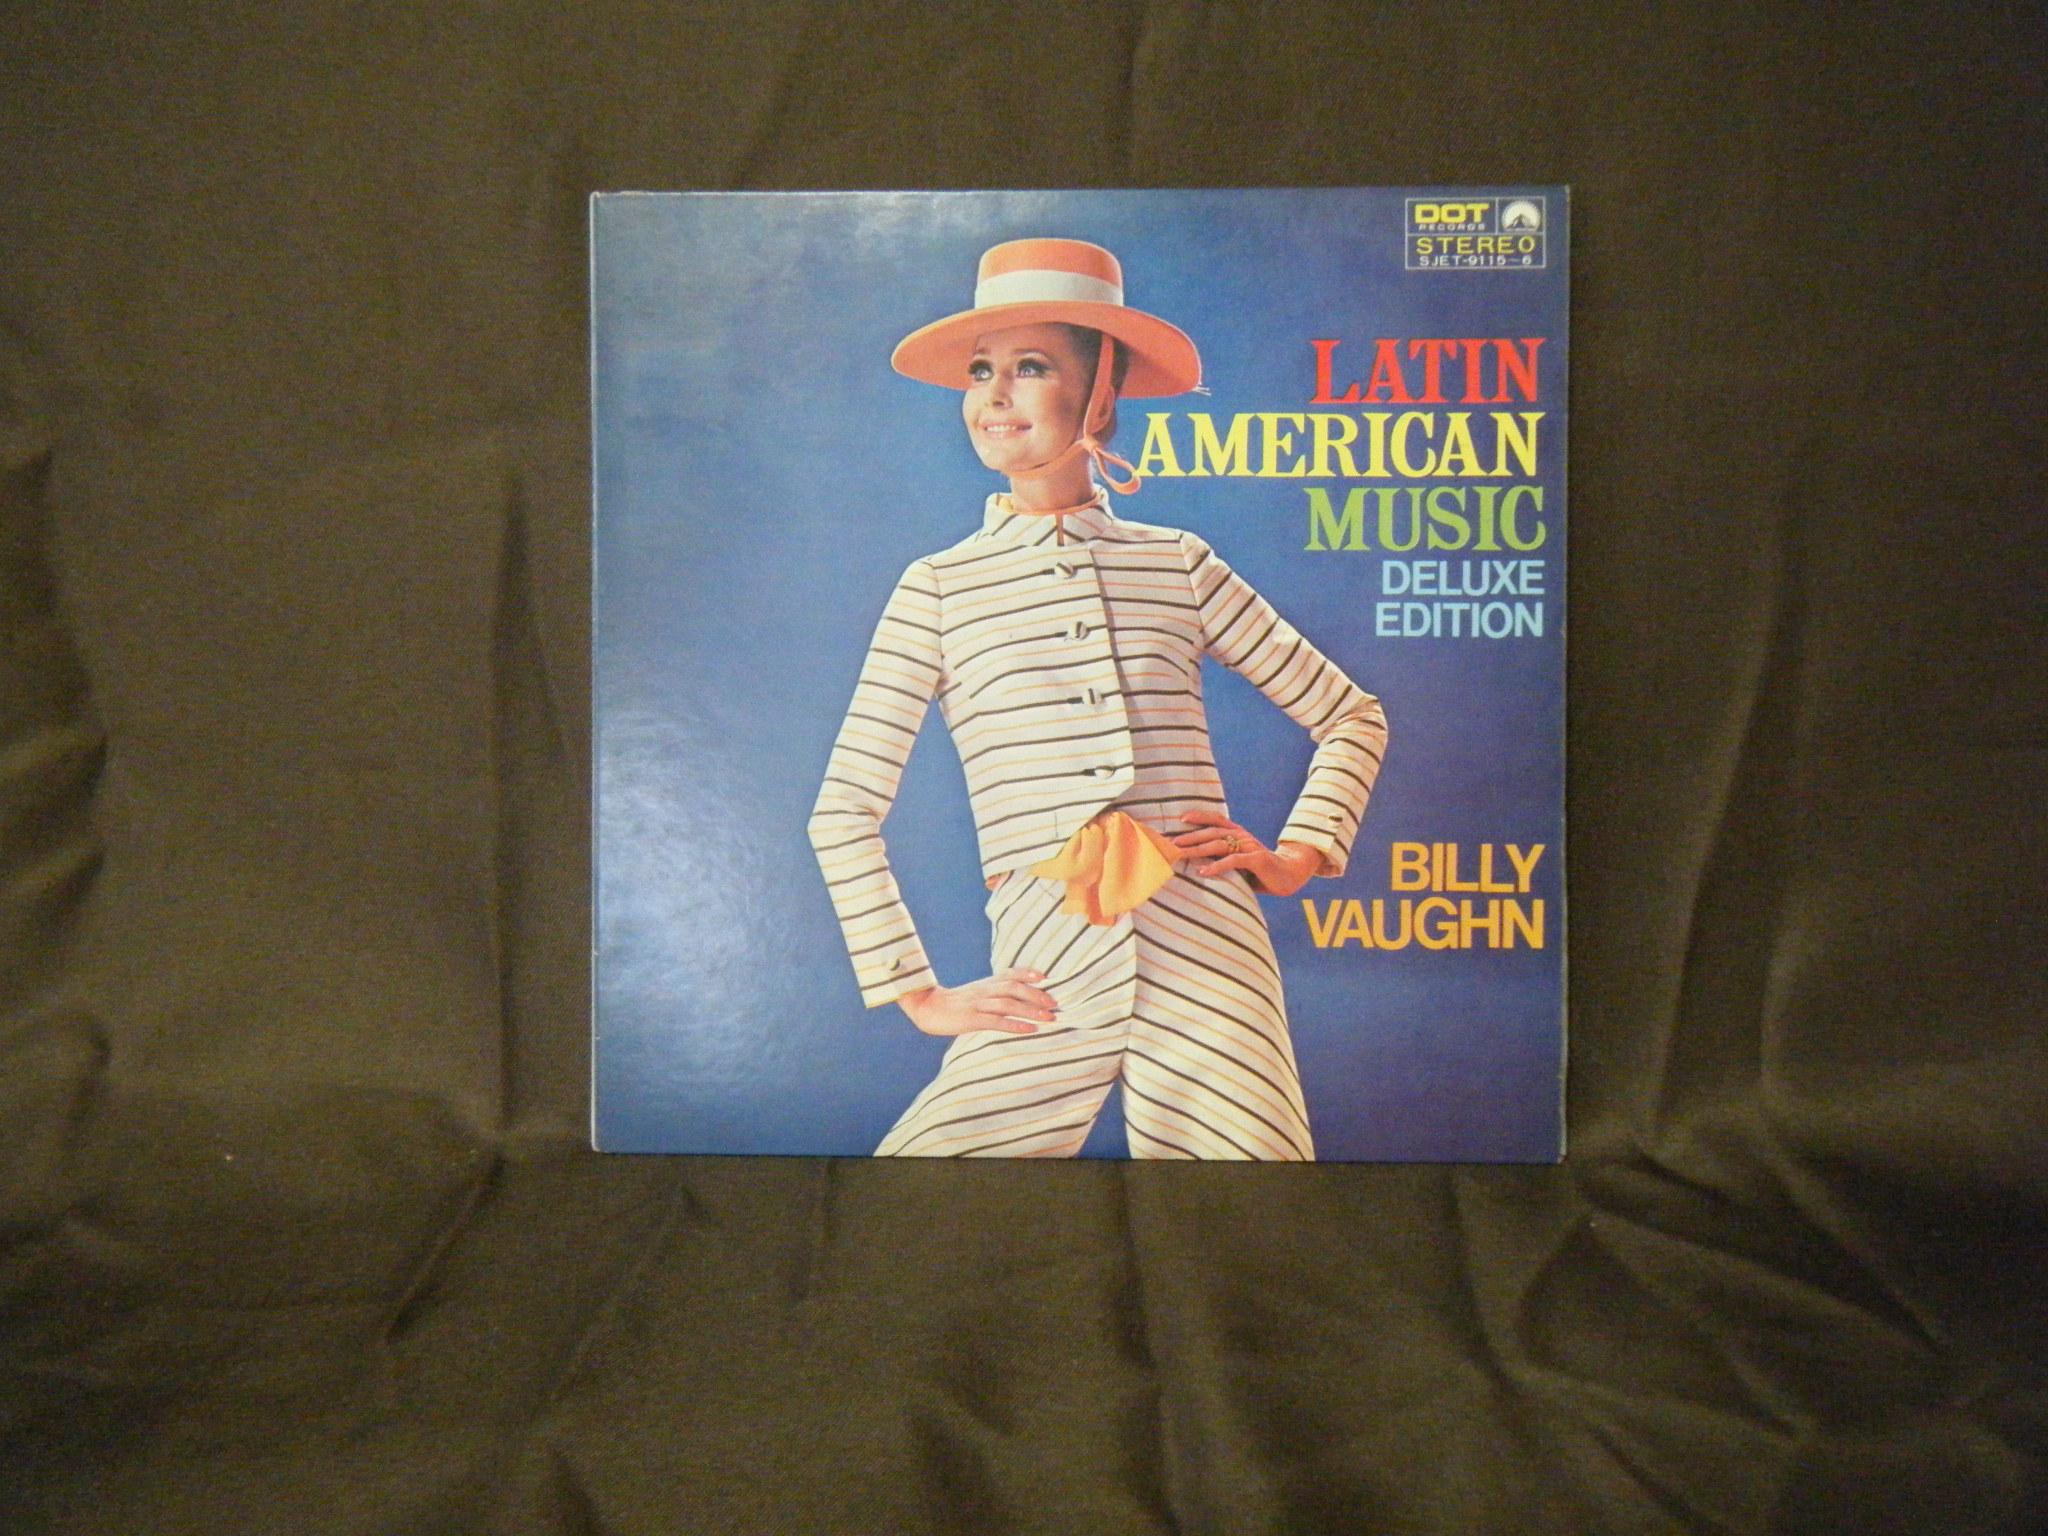 DOT
RECORDS
STEREO
SJET-9115~6
LATIN
AMERICAN
MUSIC
DELUXE
EDITION
BILLY
VAUGHN